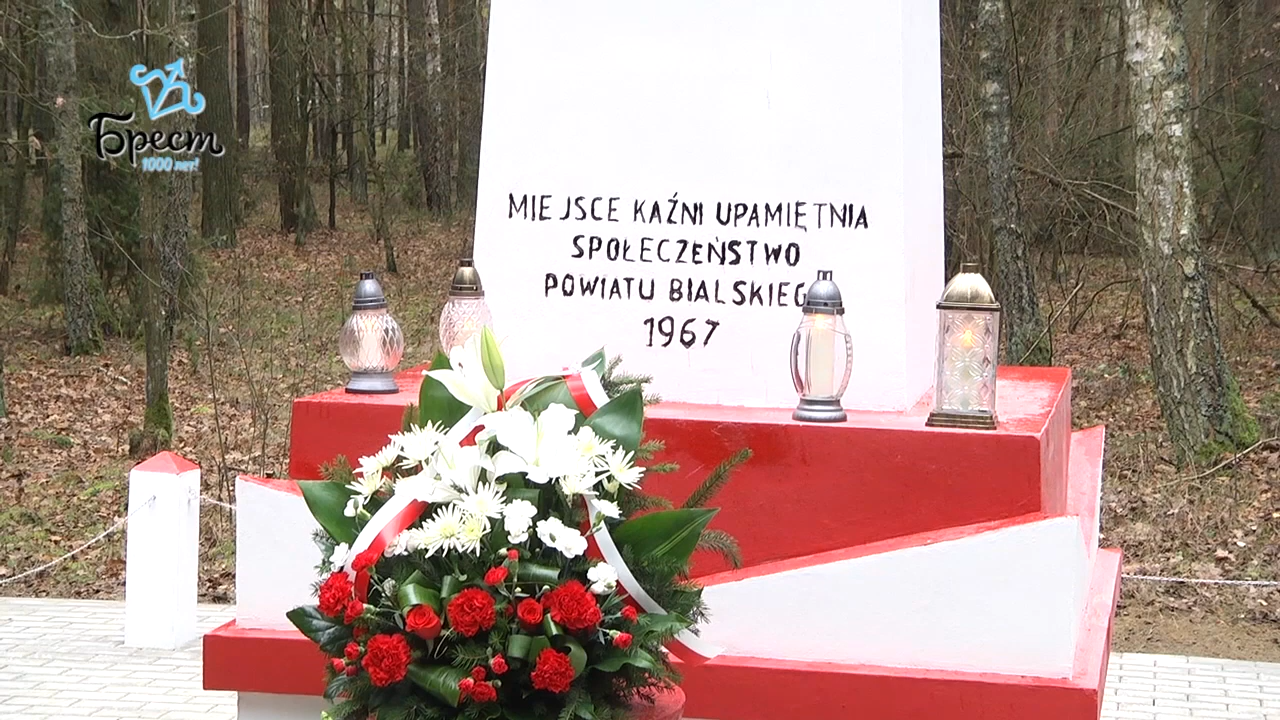 Брест
1000 лет!
MIEJSCE KAŹNI UPAMIĘTNIA
SPOŁECZEŃSTWO
POWIATU BIALSKIEG
1967